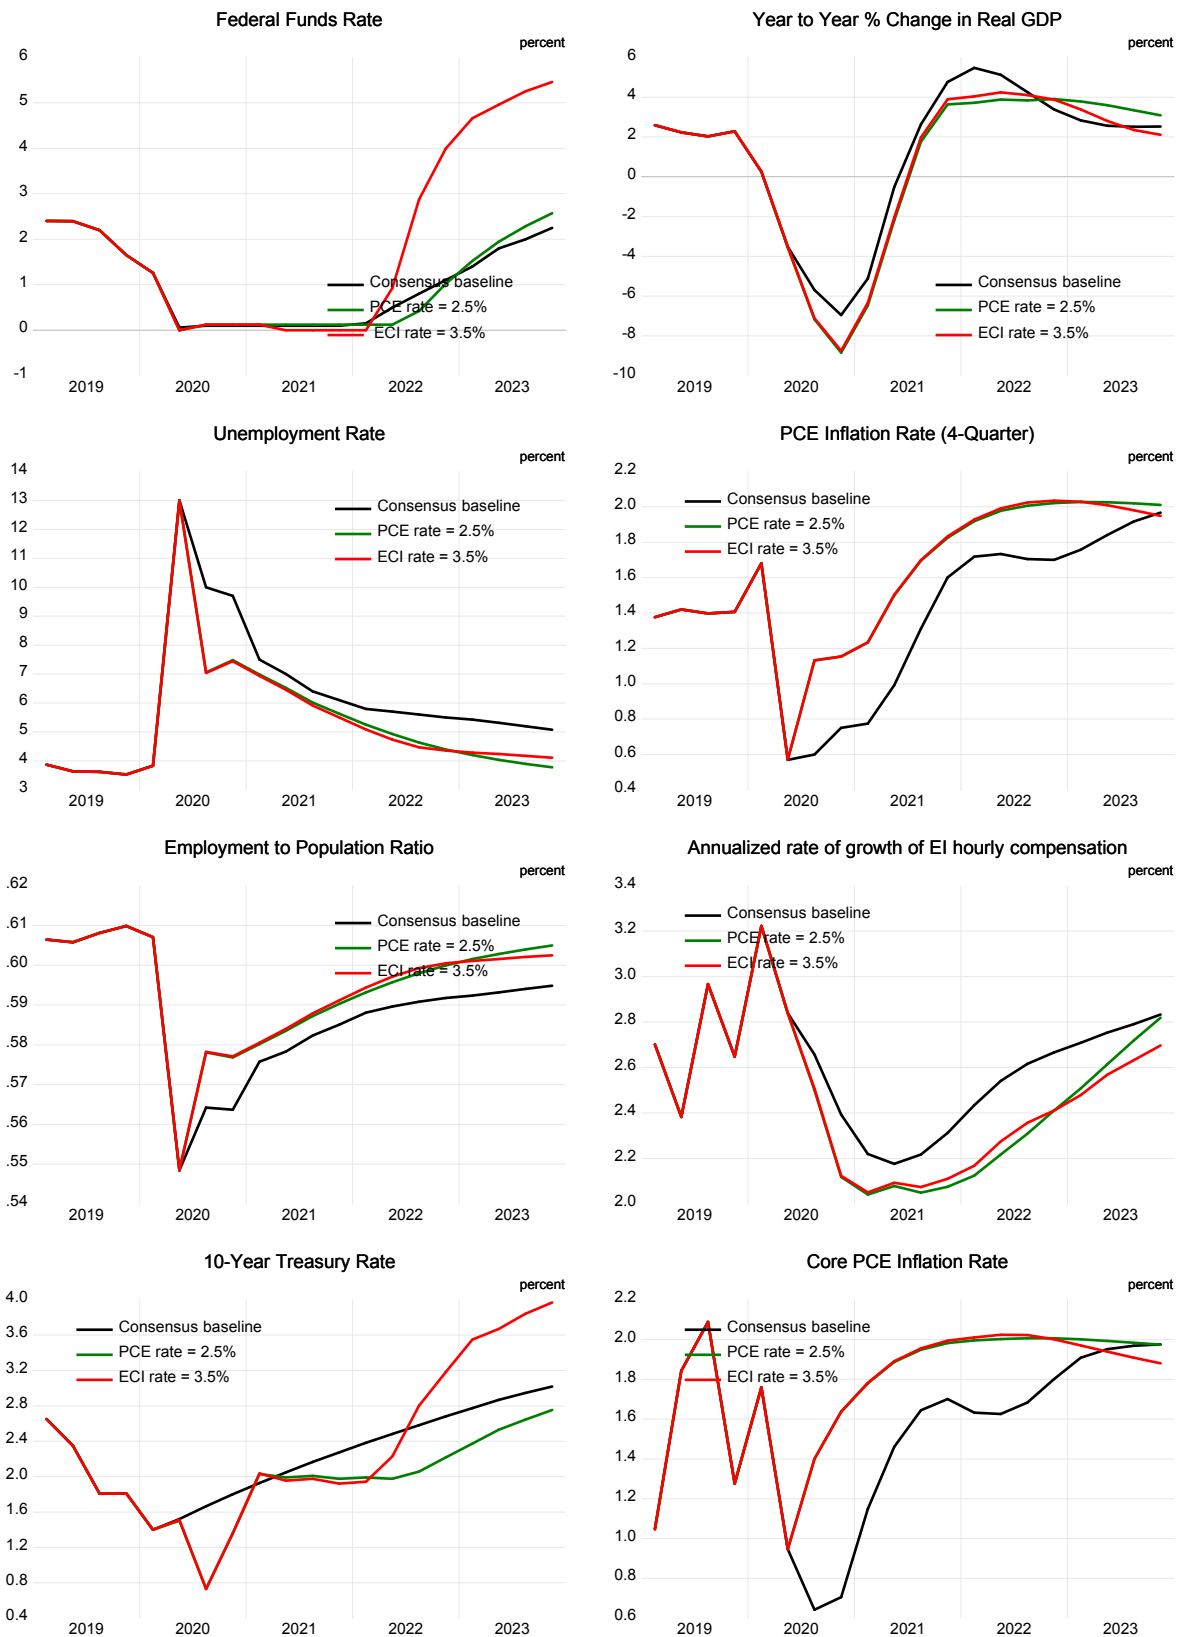 Federal Funds Rate
percent
6
5
4
3
2
1
0
-1
Consensus baseline
PCE rate = 2.5%
ECI rate = 3.5%
2019 2020 2021 2022 2023
Year to Year % Change in Real GDP
percent
6
4
2
0
-2
-4
-6
-8
-10
Consensus baseline
PCE rate = 2.5%
ECI rate = 3.5%
2019 2020 2021 2022 2023
Unemployment Rate
percent
14
13
12
11
10
9
8
7
6
5
4
3
Consensus baseline
PCE rate = 2.5%
ECI rate = 3.5%
2019 2020 2021 2022 2023
PCE Inflation Rate (4-Quarter)
percent
2.2
2.0
1.8
1.6
1.4
1.2
1.0
0.8
0.6
0.4
Consensus baseline
PCE rate = 2.5%
ECI rate = 3.5%
2019 2020 2021 2022 2023
Employment to Population Ratio
percent
.62
.61
.60
.59
.58
.57
.56
.55
.54
Consensus baseline
PCE rate = 2.5%
ECI rate = 3.5%
2019 2020 2021 2022 2023
Annualized rate of growth of EI hourly compensation
percent
3.4
3.2
3.0
2.8
2.6
2.4
2.2
2.0
Consensus baseline
PCE rate = 2.5%
ECI rate = 3.5%
2019 2020 2021 2022 2023
10-Year Treasury Rate
percent
4.0
3.6
3.2
2.8
2.4
2.0
1.6
1.2
0.8
0.4
Consensus baseline
PCE rate = 2.5%
ECI rate = 3.5%
2019 2020 2021 2022 2023
Core PCE Inflation Rate
percent
2.2
2.0
1.8
1.6
1.4
1.2
1.0
0.8
0.6
Consensus baseline
PCE rate = 2.5%
ECI rate = 3.5%
2019 2020 2021 2022 2023